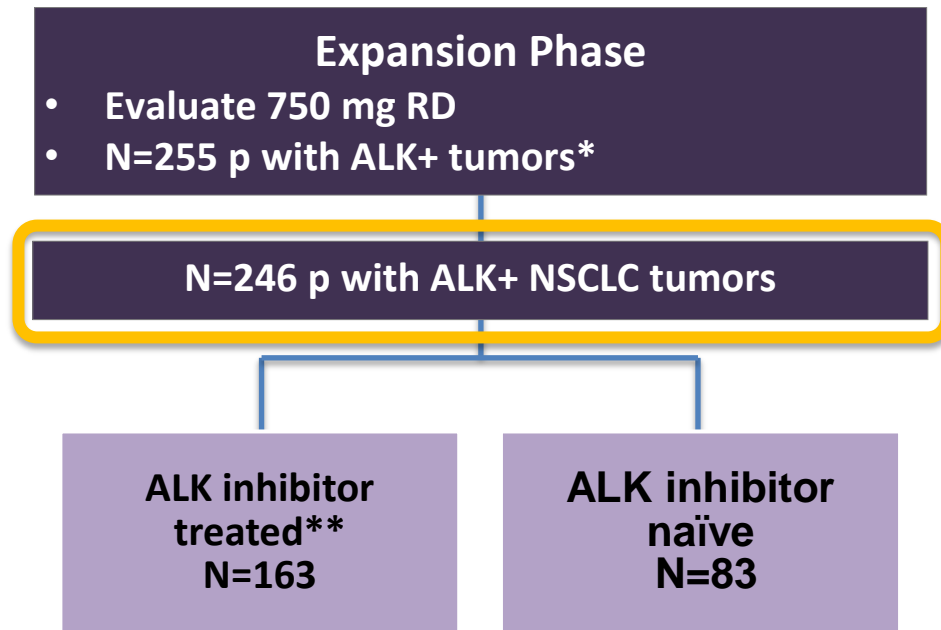 Expansion Phase
• Evaluate 750 mg RD
• N=255 p with ALK+ tumors*
N=246 p with ALK+ NSCLC tumors
ALK inhibitor
treated**
N=163
ALK inhibitor
naïve
N=83